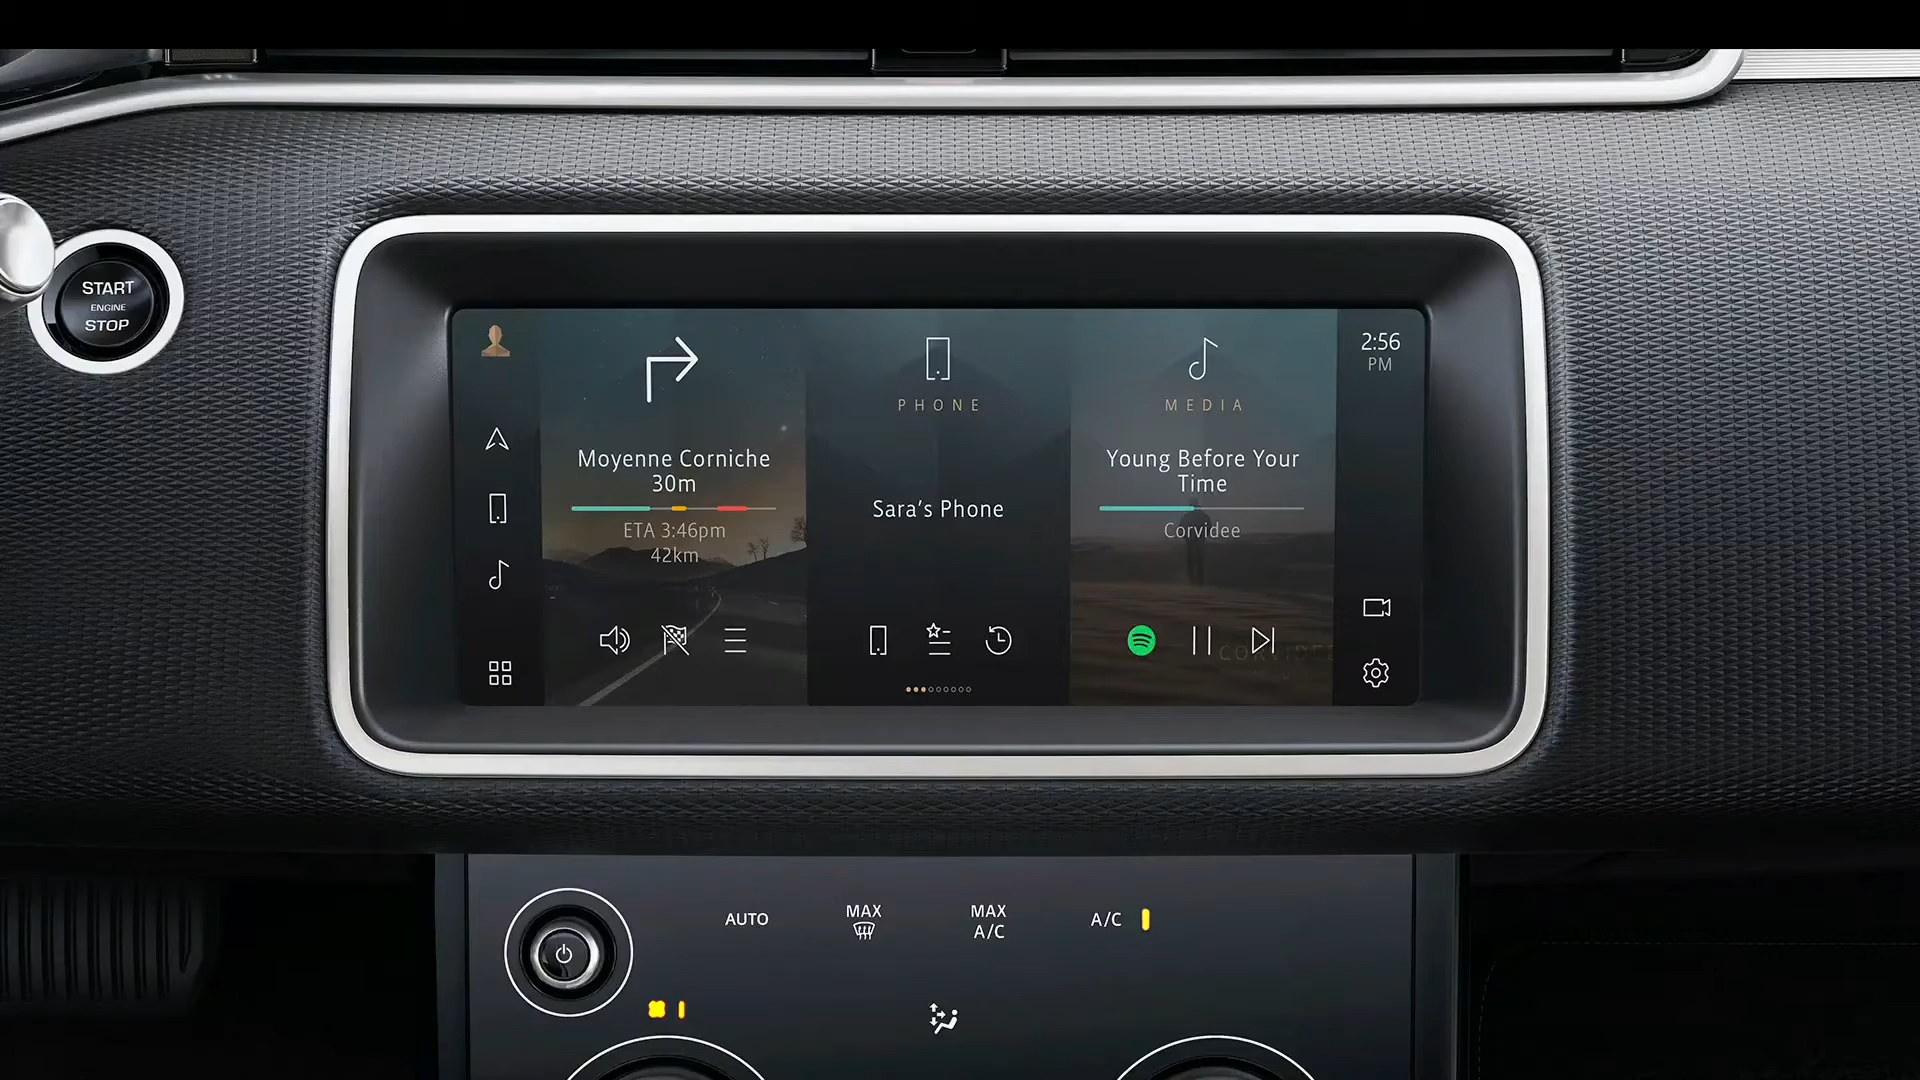 START
ENGINE
STOP
2:56
PM
PHONE
MEDIA
Moyenne Corniche
30m
ETA 3:46pm
42km
Sara's Phone
Young Before Your
Time
Corvidee
CORVIDEE
AUTO
MAX
MAX
A/C
A/C